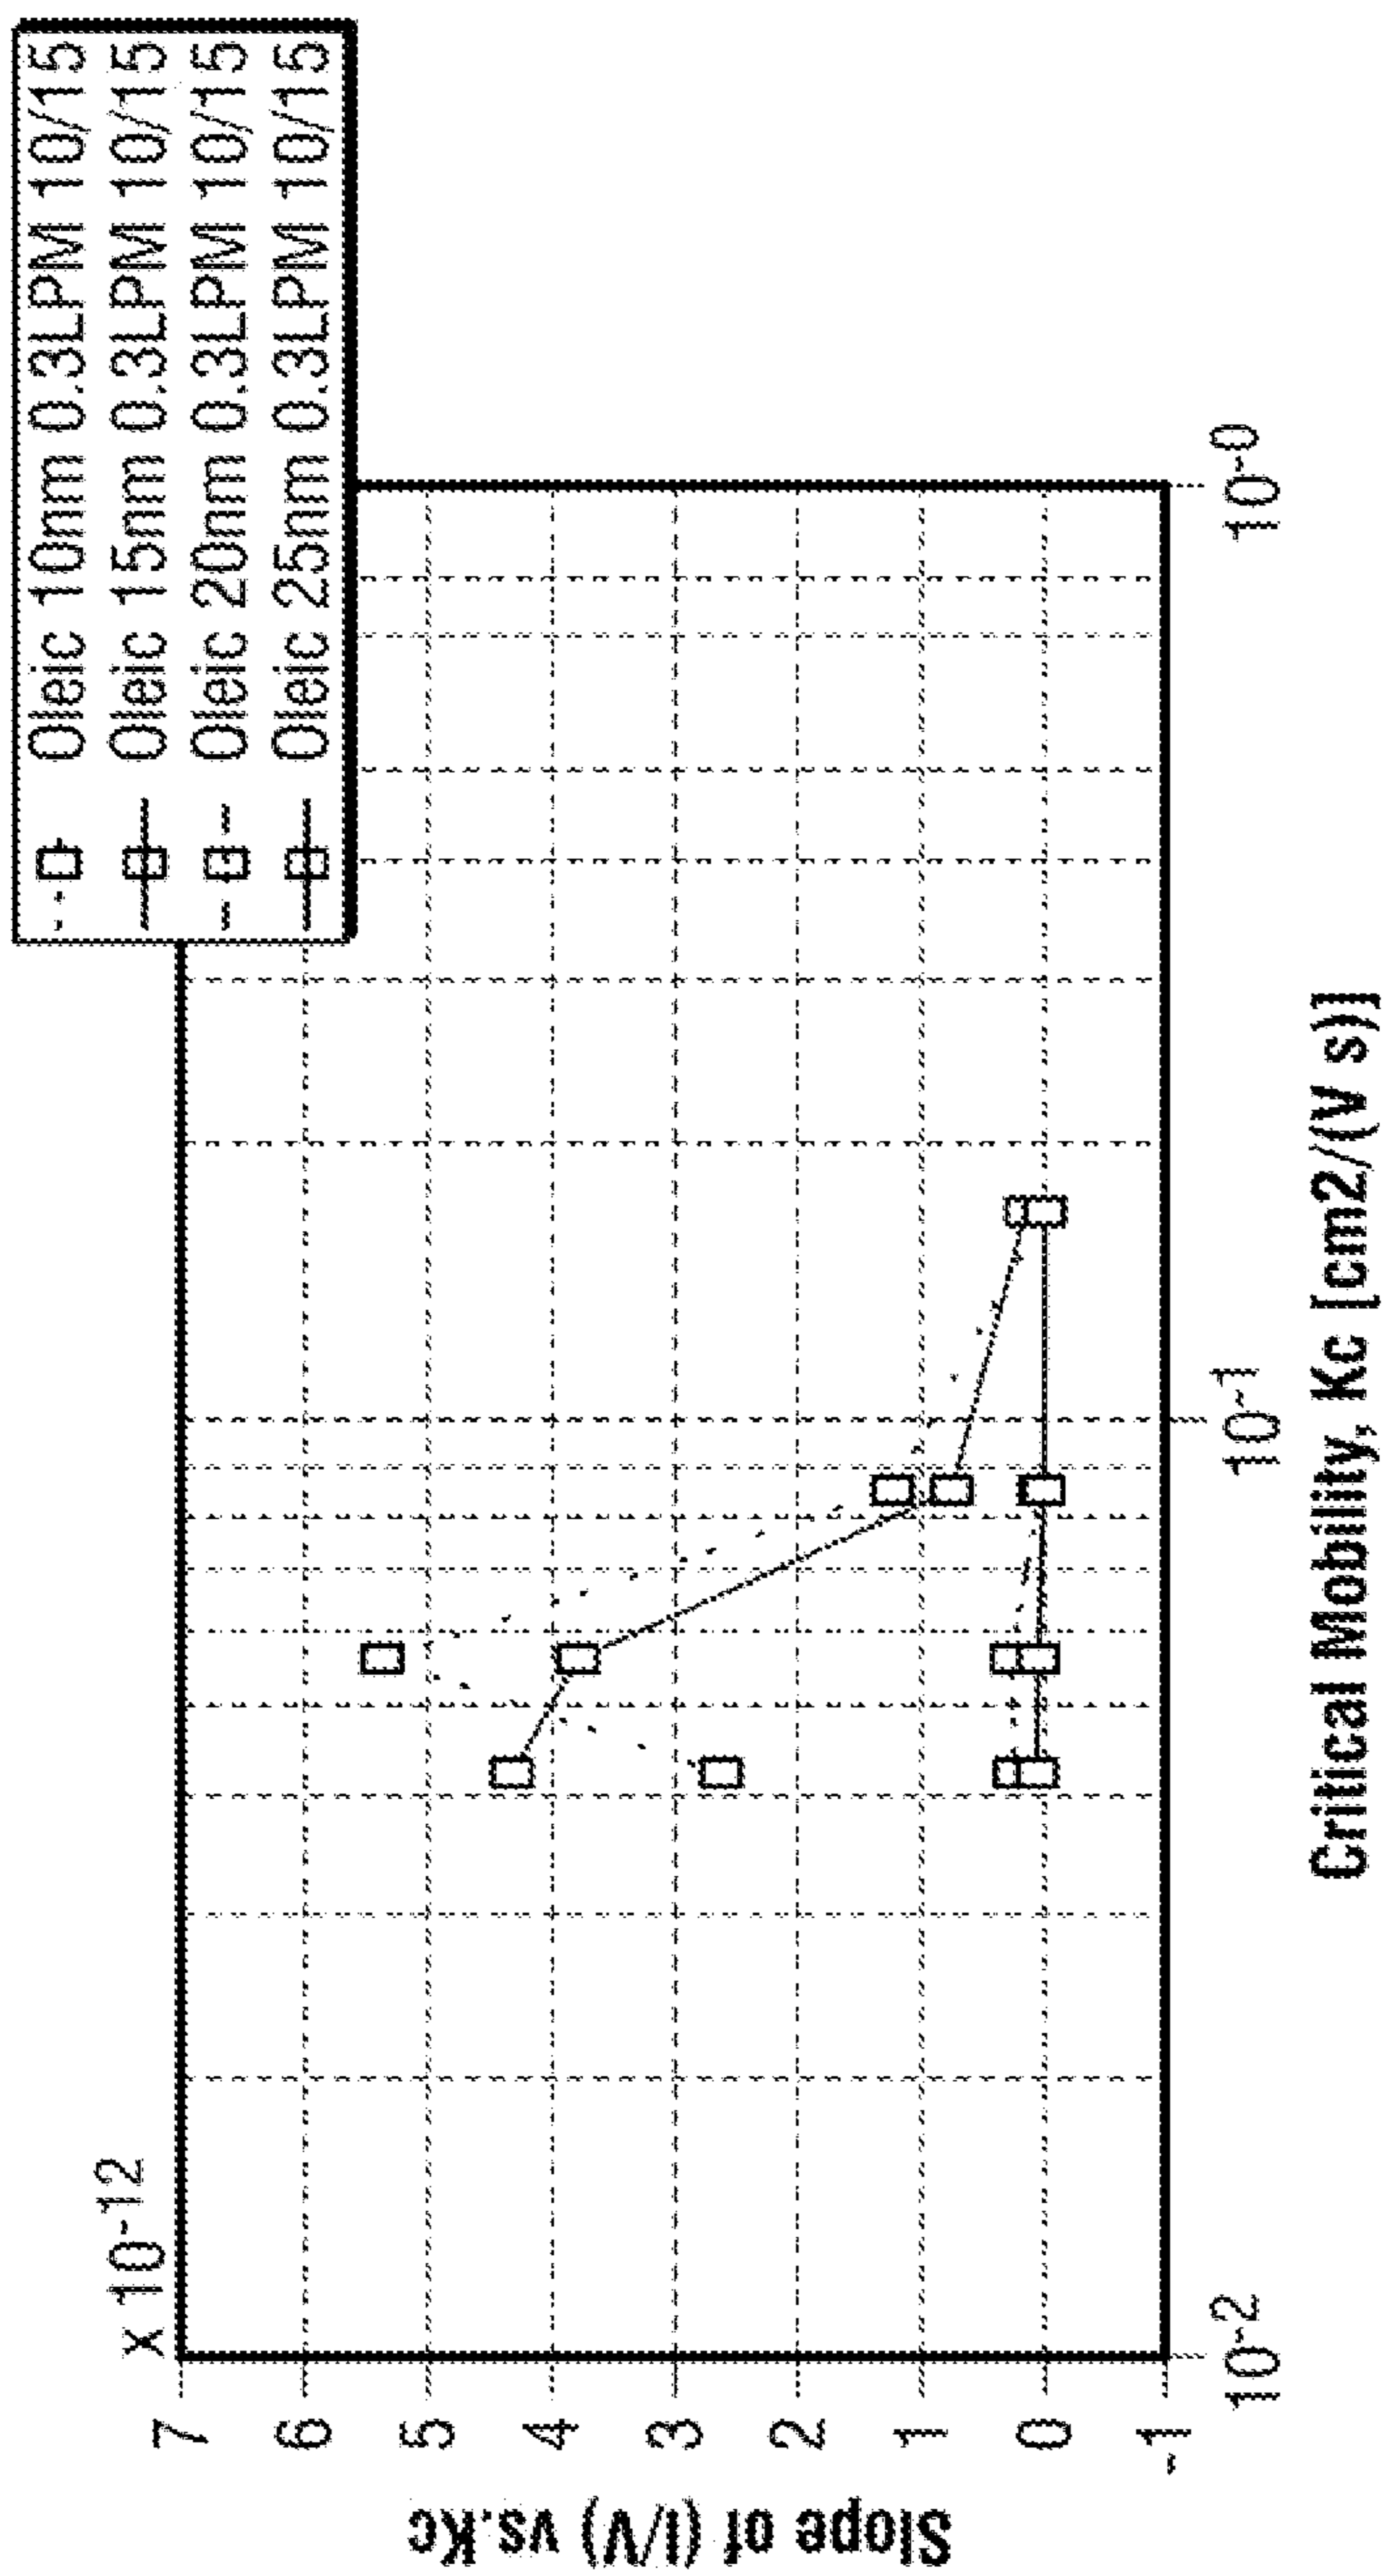 Oleic 10nm 0.3LPM 10/15
Oleic 15nm 0.3LPM 10/15
Oleic 20nm 0.3LPM 10/15
Oleic 25nm 0.3LPM 10/15
x 10-12
7
6
5
4
3
2
1
0
-1
Slope of (I/V) vs.Kc
10-2
10-1
10-0
Critical Mobility, Kc [cm2/(V s)]